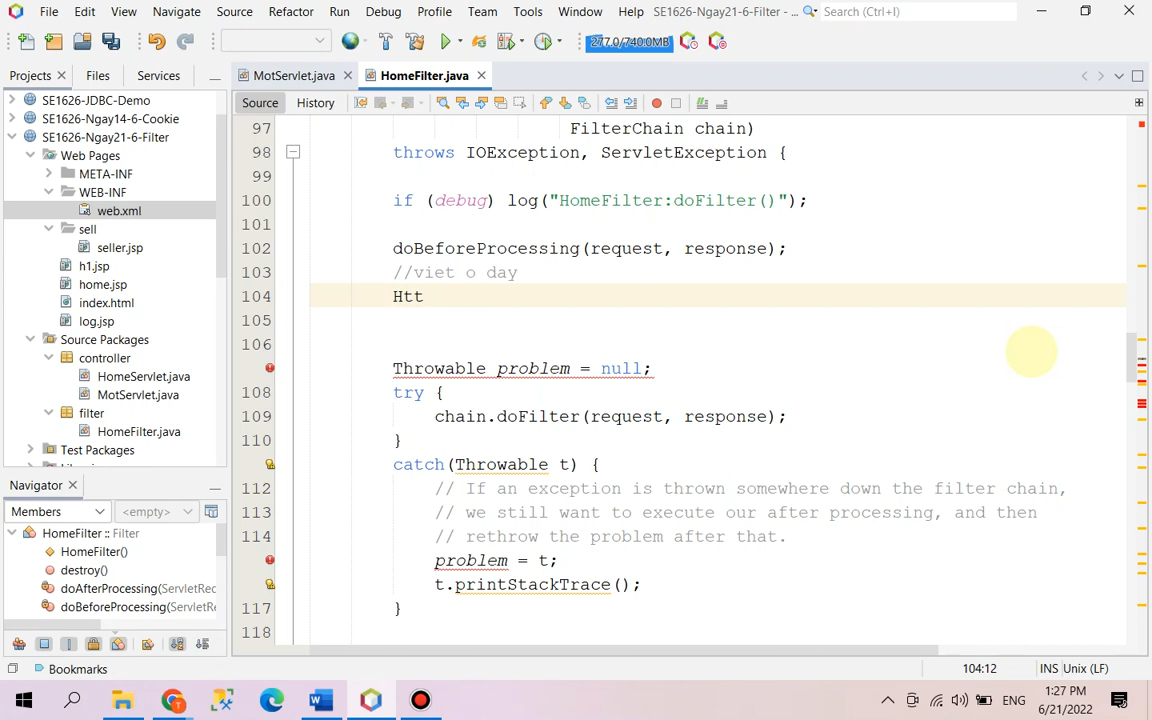 File Edit View Navigate Source Refactor Run Debug Profile Team Tools Window Help SE1626-Ngay21-6-Filter - ... Search (Ctrl+I)
277.0/740.0MB
Projects Files Services MotServlet.java HomeFilter.java
Source History
SE1626-JDBC-Demo
SE1626-Ngay14-6-Cookie
SE1626-Ngay21-6-Filter
Web Pages
META-INF
WEB-INF
web.xml
sell
seller.jsp
h1.jsp
home.jsp
index.html
log.jsp
Source Packages
controller
HomeServlet.java
MotServlet.java
filter
HomeFilter.java
Test Packages
Navigator
Members <empty>
HomeFilter :: Filter
HomeFilter()
destroy()
doAfterProcessing(ServletRec
doBeforeProcessing(ServletRe
97 FilterChain chain)
98 throws IOException, ServletException {
99
100 if (debug) log("HomeFilter:doFilter()");
101
102 doBeforeProcessing(request, response);
103 //viet o day
104 Htt
105
106
Throwable problem = null;
108 try {
109 chain.doFilter(request, response);
110 }
catch(Throwable t) {
112 // If an exception is thrown somewhere down the filter chain,
113 // we still want to execute our after processing, and then
114 // rethrow the problem after that.
problem = t;
t.printStackTrace();
117 }
118
Bookmarks 104:12 INS Unix (LF)
ENG 1:27 PM
6/21/2022